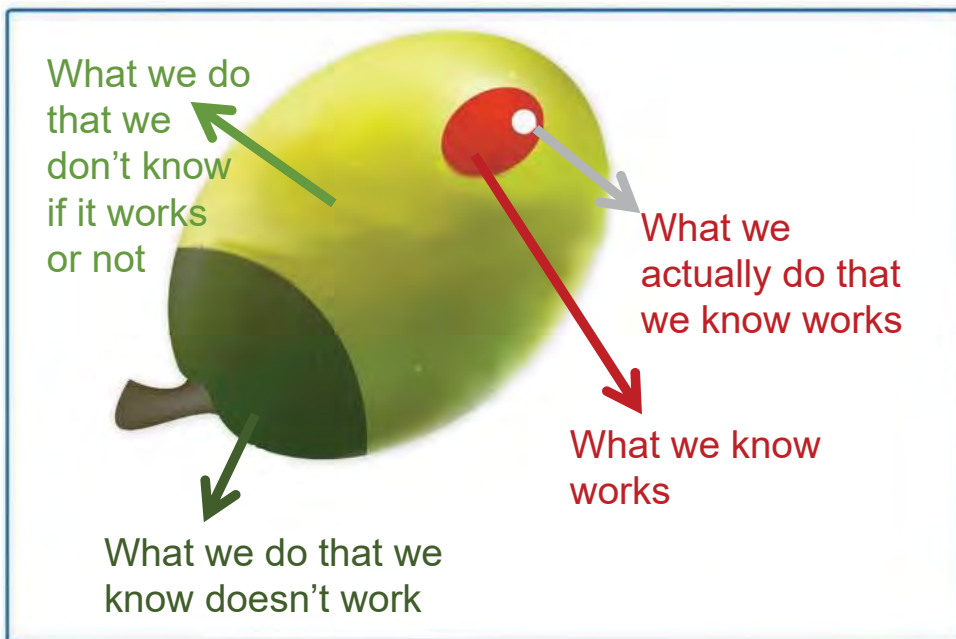 What we do
that we
don’t know
if it works
or not
What we
actually do that
we know works
What we know
works
What we do that we
know doesn’t work